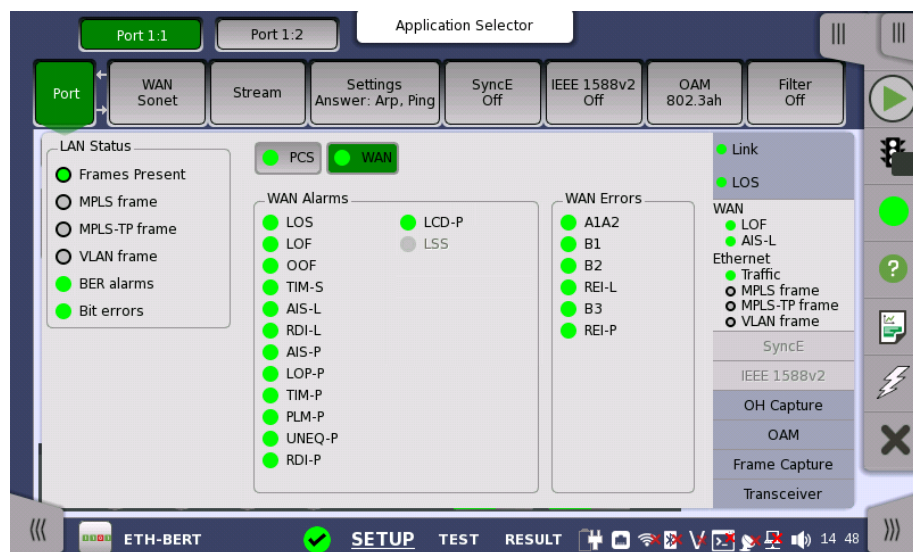 Application Selector
Port 1:1
Port 1:2
Port
WAN
Sonet
Stream
Settings
Answer: Arp, Ping
SyncE
Off
IEEE 1588v2
Off
OAM
802.3ah
Filter
Off
LAN Status
Frames Present
MPLS frame
MPLS-TP frame
VLAN frame
BER alarms
Bit errors
PCS
WAN
WAN Alarms
LOS
LOF
OOF
TIM-S
AIS-L
RDI-L
AIS-P
LOP-P
TIM-P
PLM-P
UNEQ-P
RDI-P
LCD-P
LSS
WAN Errors
A1A2
B1
B2
REI-L
B3
REI-P
Link
LOS
WAN
LOF
AIS-L
Ethernet
Traffic
MPLS frame
MPLS-TP frame
VLAN frame
SyncE
IEEE 1588v2
OH Capture
OAM
Frame Capture
Transceiver
ETH-BERT
SETUP
TEST
RESULT
14 48